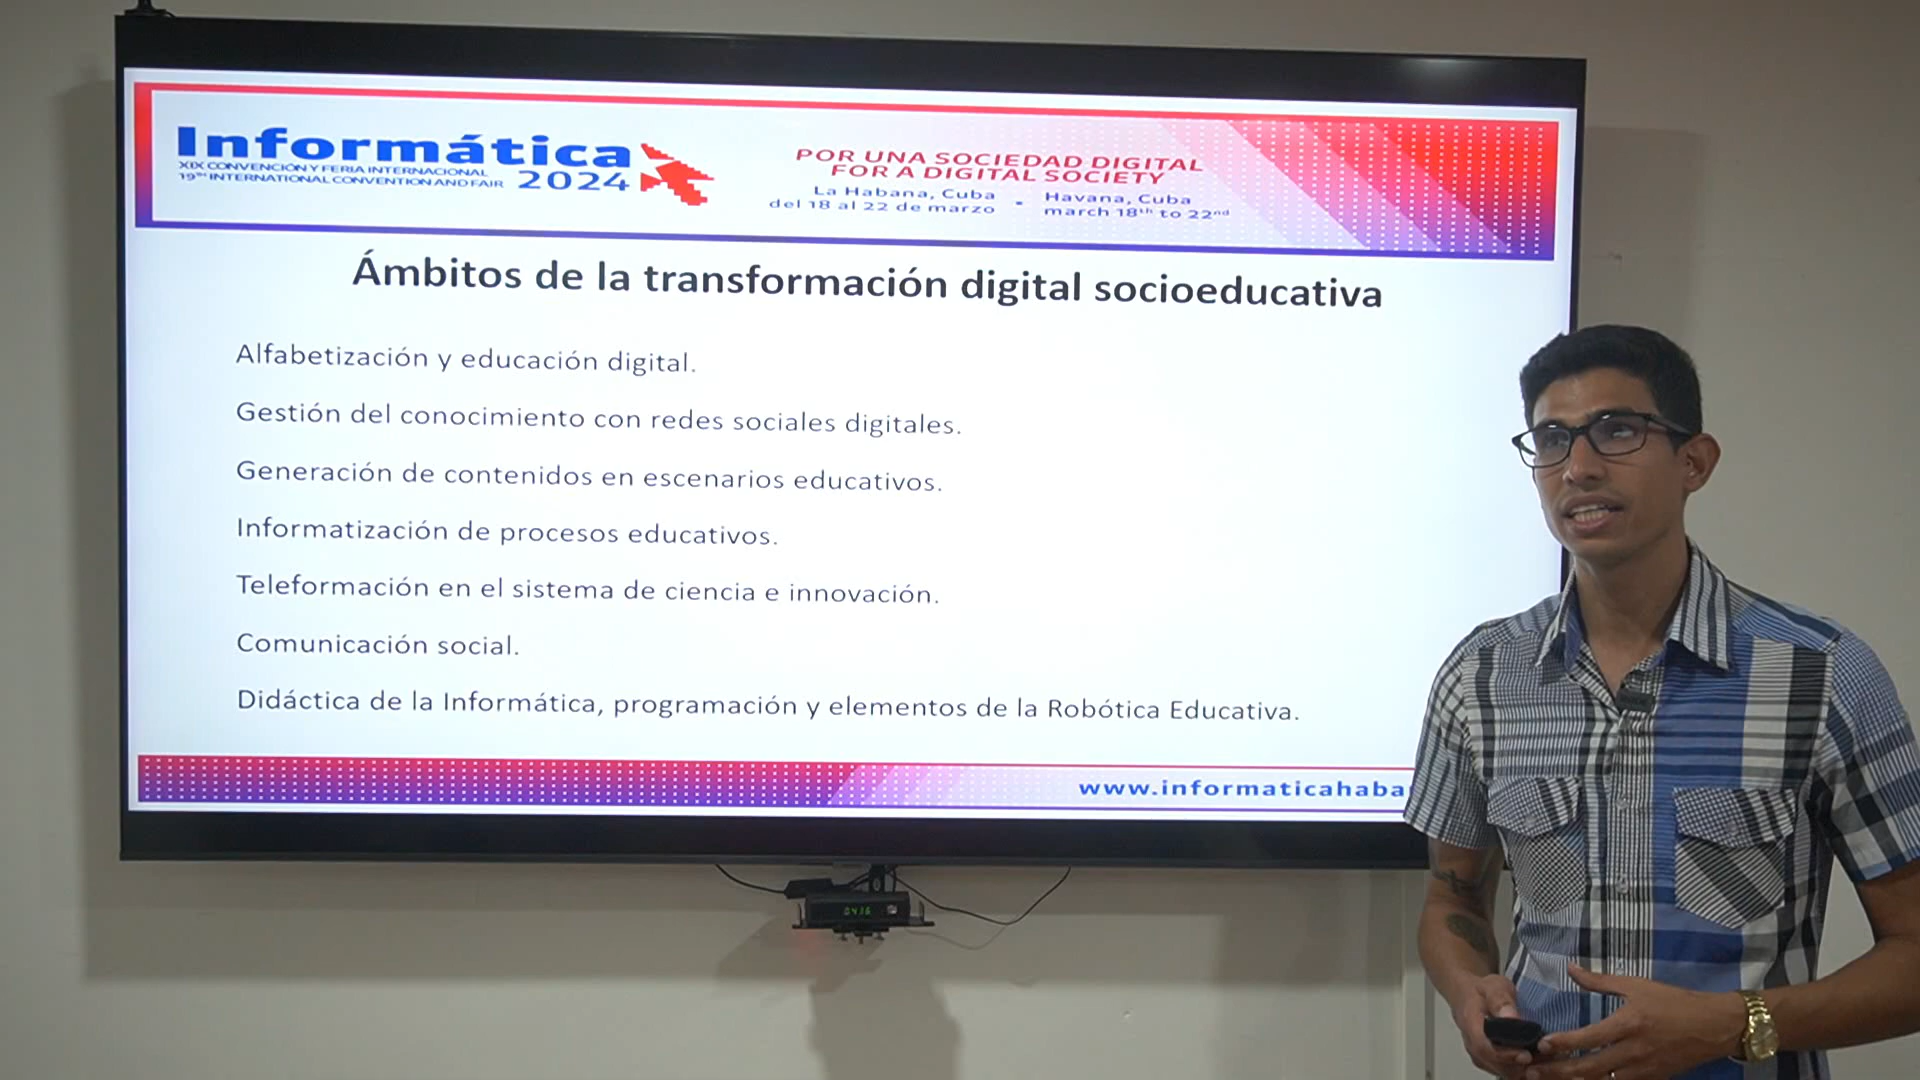 Informática
XIX CONVENCIÓN Y FERIA INTERNACIONAL
19TH INTERNATIONAL CONVENTION AND FAIR
2024
POR UNA SOCIEDAD DIGITAL
FOR A DIGITAL SOCIETY
La Habana, Cuba
del 18 al 22 de marzo
Havana, Cuba
march 18th to 22nd
Ámbitos de la transformación digital socioeducativa
Alfabetización y educación digital.
Gestión del conocimiento con redes sociales digitales.
Generación de contenidos en escenarios educativos.
Informatización de procesos educativos.
Teleformación en el sistema de ciencia e innovación.
Comunicación social.
Didáctica de la Informática, programación y elementos de la Robótica Educativa.
www.informaticahaba